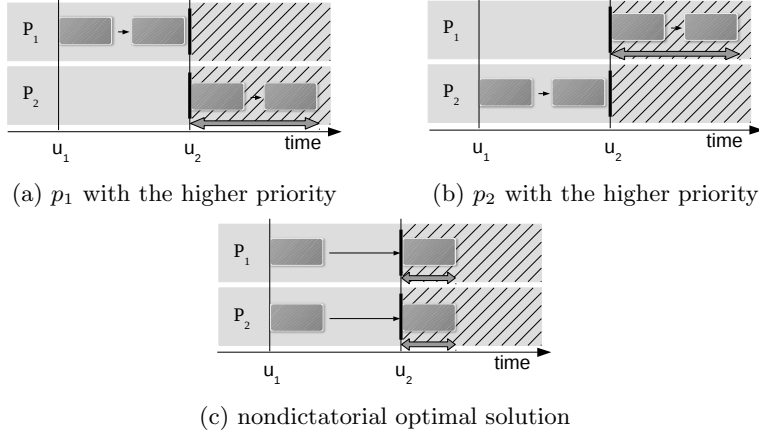 P₁
P₂
u₁ u₂ time
(a) p₁ with the higher priority
P₁
P₂
u₁ u₂ time
(b) p₂ with the higher priority
P₁
P₂
u₁ u₂ time
(c) nondictatorial optimal solution